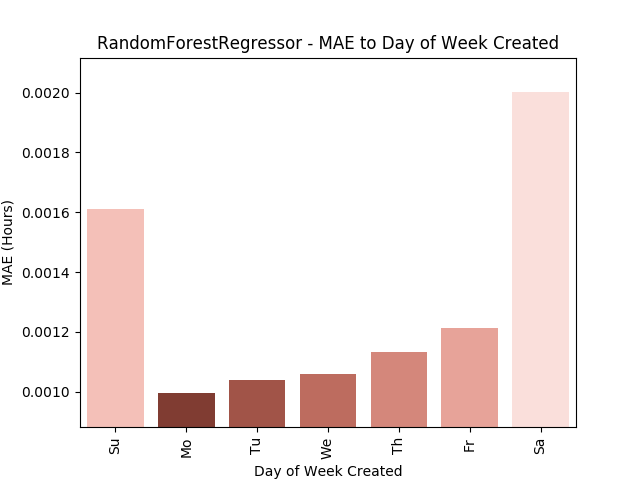 RandomForestRegressor - MAE to Day of Week Created
0.0020
0.0018
0.0016
0.0014
0.0012
0.0010
MAE (Hours)
Su
Mo
Tu
We
Th
Fr
Sa
Day of Week Created